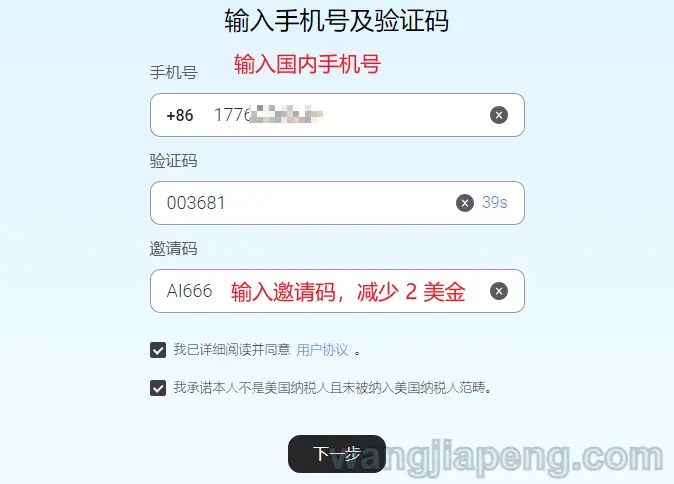 输入手机号及验证码
手机号 输入国内手机号
+86 1776
验证码
003681 39s
邀请码
AI666 输入邀请码，减少 2 美金
我已详细阅读并同意 用户协议 。
我承诺本人不是美国纳税人且未被纳入美国纳税人范畴。
下一步
wangjiapeng.com